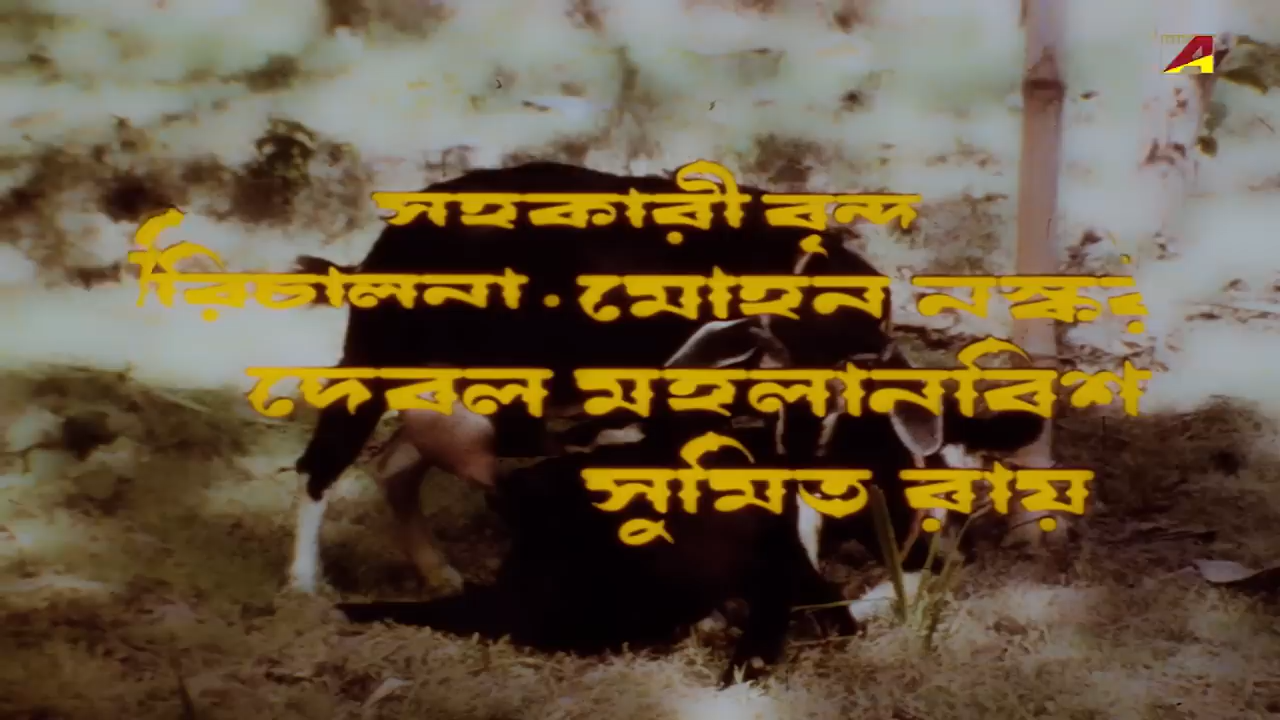 সহকারী বৃন্দ
রিচালনা · মোহন নস্কর
দেবল মহলানবিশ
সুমিত রায়